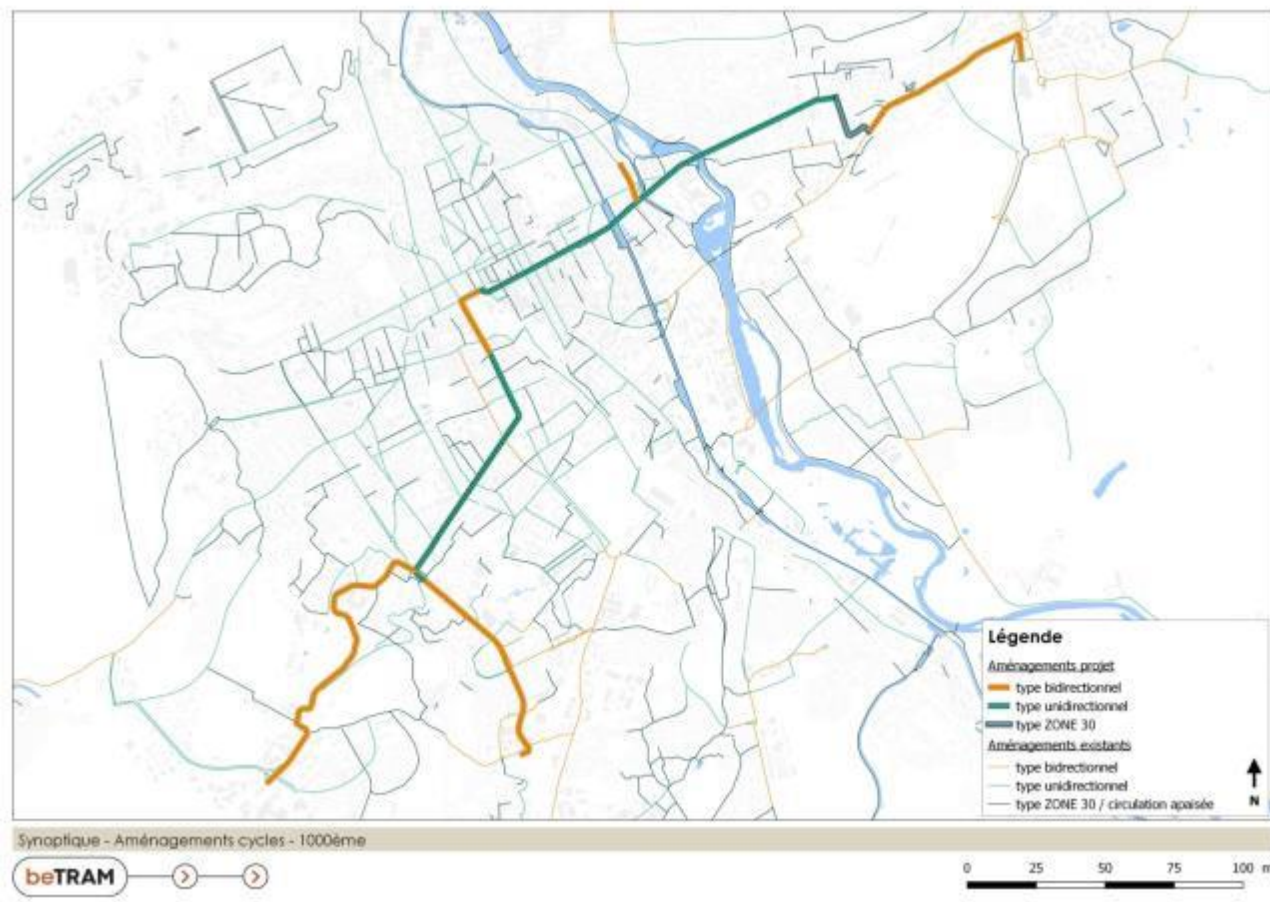 Légende
Aménagements projet
type bidirectionnel
type unidirectionnel
type ZONE 30
Aménagements existants
type bidrectionnel
type unidirectionnel
type ZONE 30 / circulation apaisée
N
Synoptique - Aménagements cycles - 1000ème
beTRAM
0 25 50 75 100 m